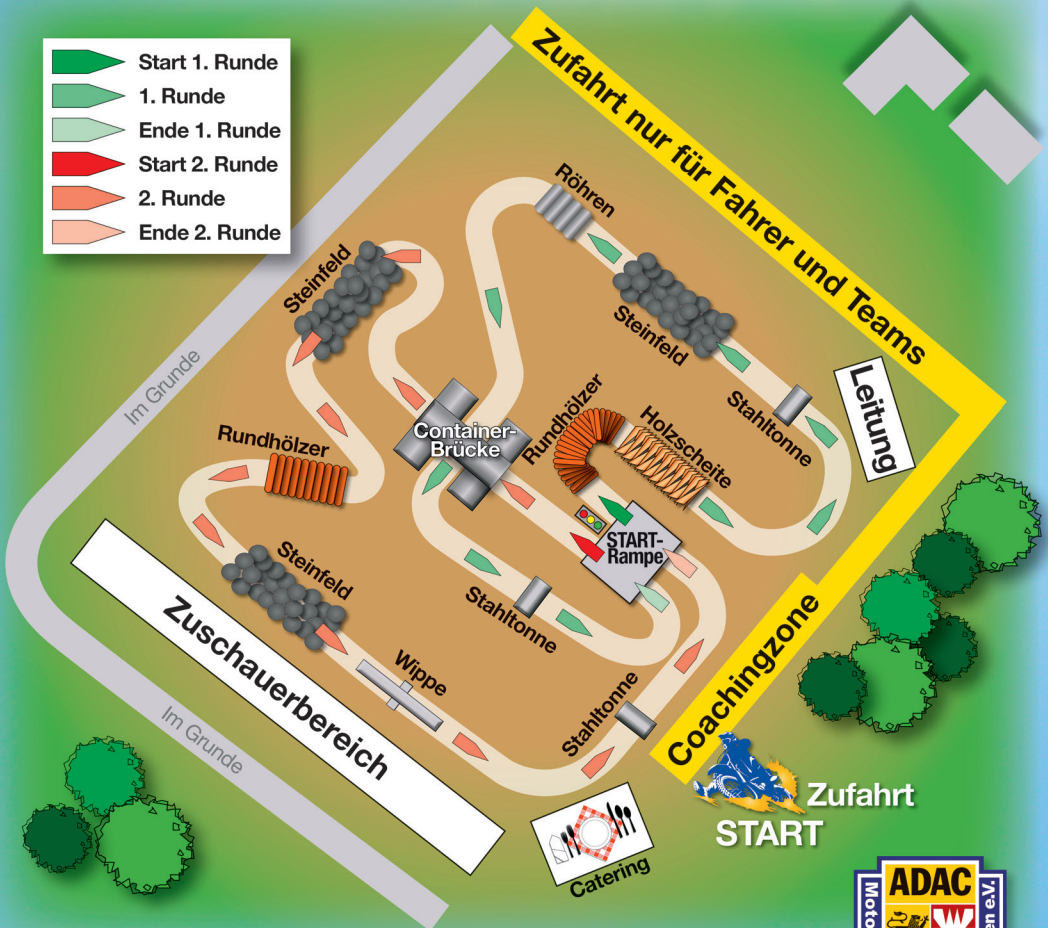 Start 1. Runde
1. Runde
Ende 1. Runde
Start 2. Runde
2. Runde
Ende 2. Runde
Zufahrt nur für Fahrer und Teams
Röhren
Steinfeld
Steinfeld
Im Grunde
Stahltonne
Leitung
Rundhölzer
Holzscheite
Container-
Brücke
Rundhölzer
START-
Rampe
Steinfeld
Stahltonne
Zuschauerbereich
Wippe
Stahltonne
Coachingzone
Im Grunde
Zufahrt
START
Catering
ADAC